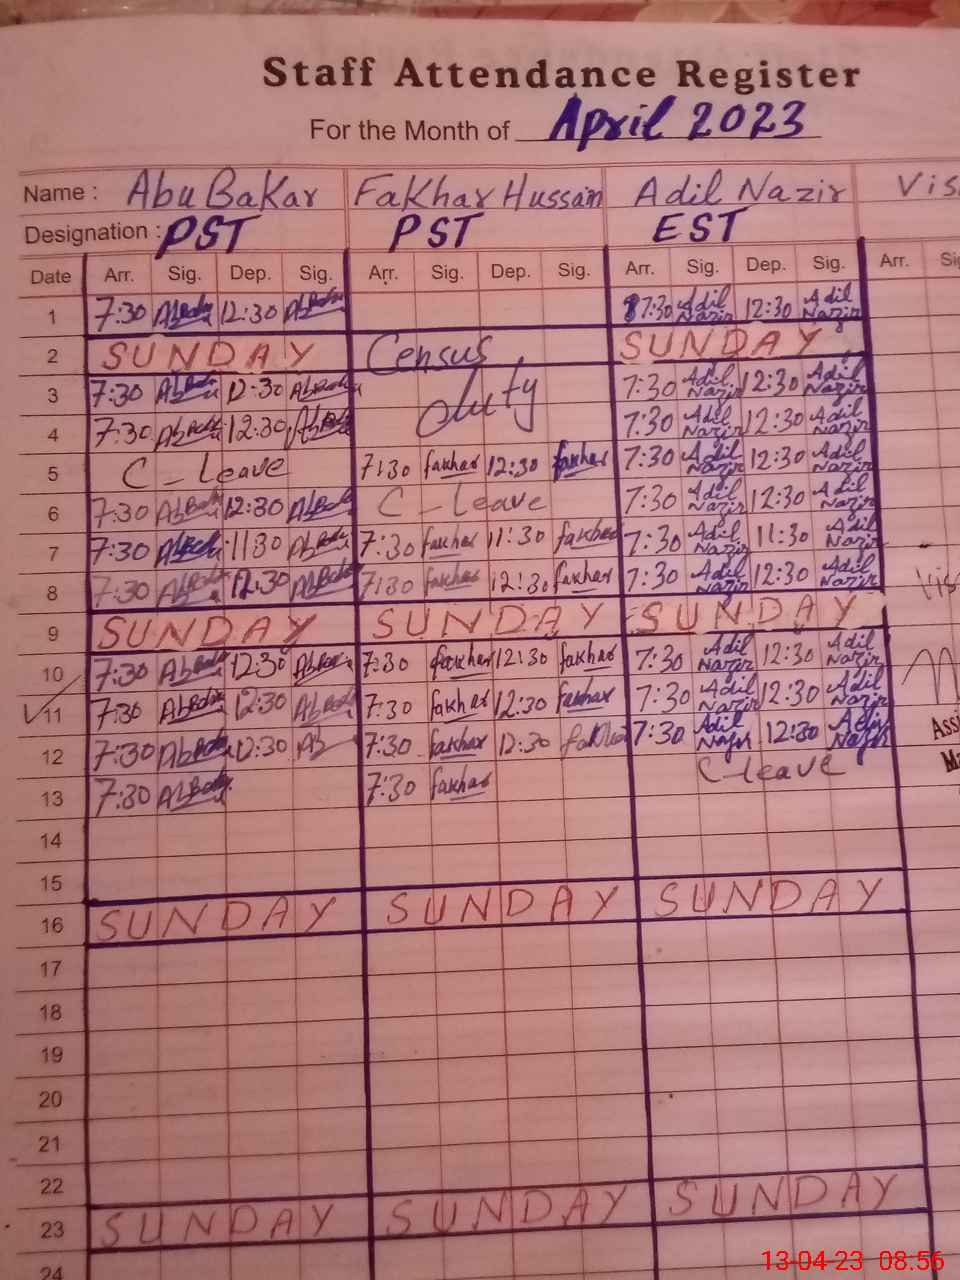 Staff Attendance Register
For the Month of April 2023
Name : Abu Bakar Fakhar Hussain Adil Nazir
Designation : PST PST EST
Date Arr. Sig. Dep. Sig. Arr. Sig. Dep. Sig. Arr. Sig. Dep. Sig. Arr.
1 7:30 12:30 7:30 Adil Nazir 12:30 Adil Nazir
2 SUNDAY Census SUNDAY
3 7:30 12:30 duty 7:30 Adil Nazir 12:30 Adil Nazir
4 7:30 12:30 7:30 Adil Nazir 12:30 Adil Nazir
5 C - Leave 7:30 fakhar 12:30 fakhar 7:30 Adil Nazir 12:30 Adil Nazir
6 7:30 12:30 C - Leave 7:30 Adil Nazir 12:30 Adil Nazir
7 7:30 11:30 7:30 fakhar 11:30 fakhar 7:30 Adil Nazir 11:30 Adil Nazir
8 7:30 12:30 7:30 fakhar 12:30 fakhar 7:30 Adil Nazir 12:30 Adil Nazir
9 SUNDAY SUNDAY SUNDAY
10 7:30 12:30 7:30 fakhar 12:30 fakhar 7:30 Adil Nazir 12:30 Adil Nazir
11 7:30 12:30 7:30 fakhar 12:30 fakhar 7:30 Adil Nazir 12:30 Adil Nazir
12 7:30 12:30 7:30 fakhar 12:30 fakhar 7:30 Adil Nazir 12:30 Adil Nazir
13 7:30 7:30 fakhar C-leave
14
15
16 SUNDAY SUNDAY SUNDAY
17
18
19
20
21
22
23 SUNDAY SUNDAY SUNDAY
24
13-04-23 08:56